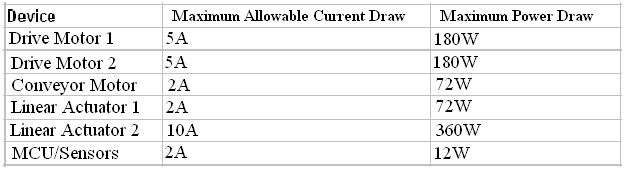 Device Maximum Allowable Current Draw Maximum Power Draw
Drive Motor 1 5A 180W
Drive Motor 2 5A 180W
Conveyor Motor 2A 72W
Linear Actuator 1 2A 72W
Linear Actuator 2 10A 360W
MCU/Sensors 2A 12W